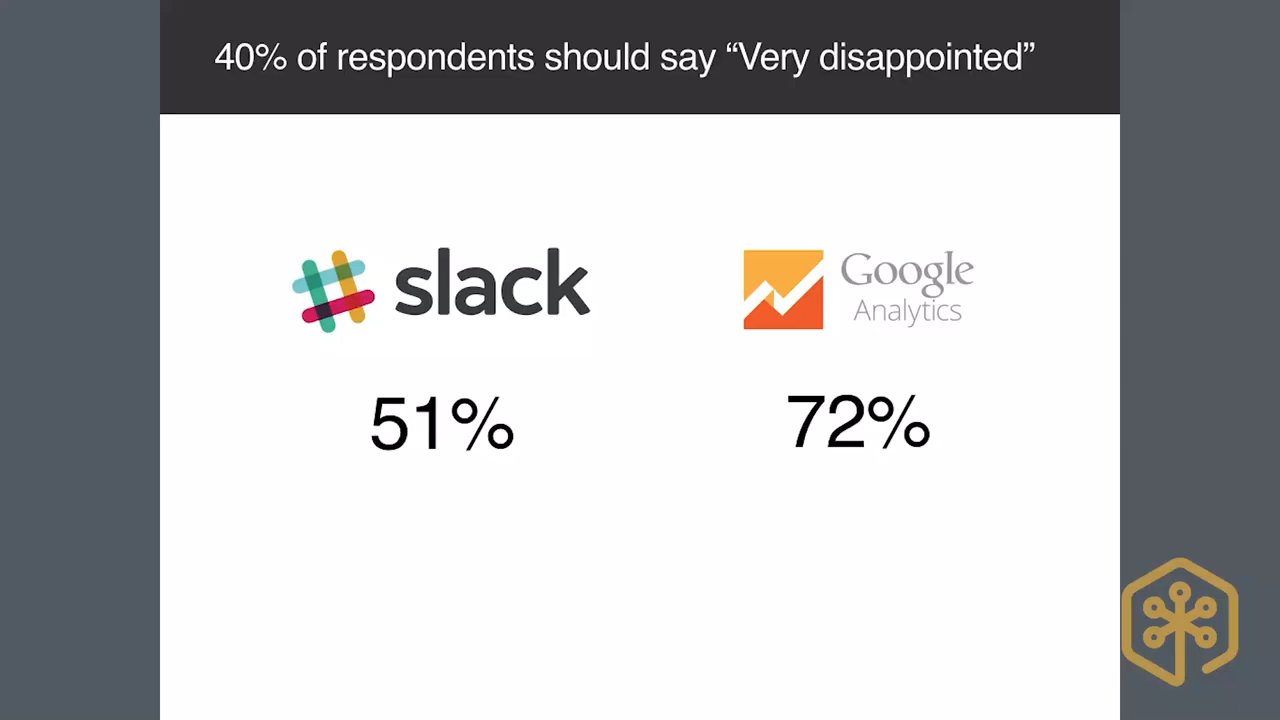 40% of respondents should say “Very disappointed”
slack
Google
Analytics
51%
72%